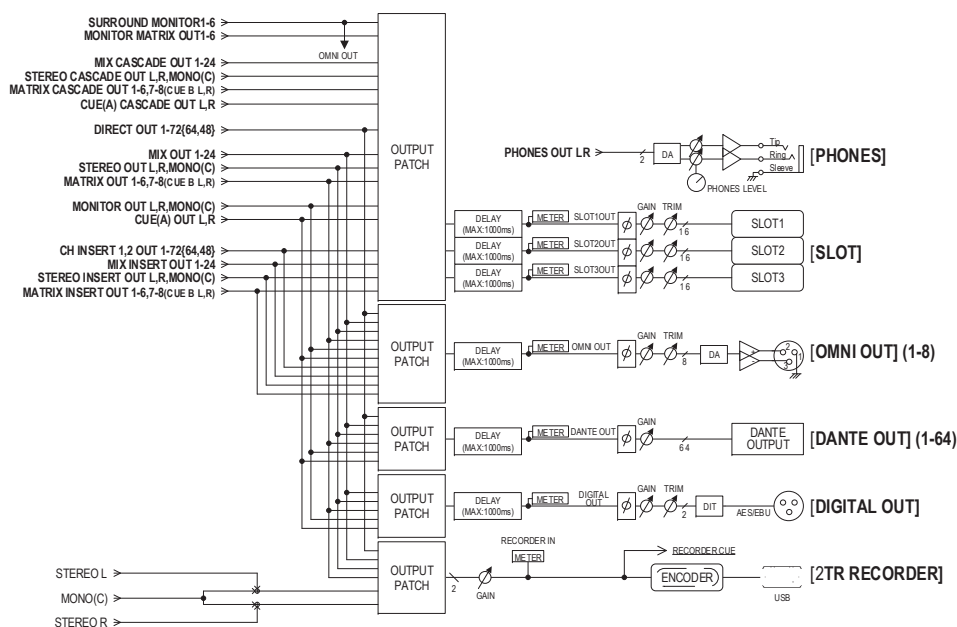 SURROUND MONITOR1-6
MONITOR MATRIX OUT1-6
OMNI OUT
MIX CASCADE OUT 1-24
STEREO CASCADE OUT L,R,MONO(C)
MATRIX CASCADE OUT 1-6,7-8(CUE B L,R)
CUE(A) CASCADE OUT L,R
DIRECT OUT 1-72{64,48}
MIX OUT 1-24
STEREO OUT L,R,MONO(C)
MATRIX OUT 1-6,7-8(CUE B L,R)
MONITOR OUT L,R,MONO(C)
CUE(A) OUT L,R
CH INSERT 1,2 OUT 1-72{64,48}
MIX INSERT OUT 1-24
STEREO INSERT OUT L,R,MONO(C)
MATRIX INSERT OUT 1-6,7-8(CUE B L,R)
OUTPUT
PATCH
PHONES OUT LR
2
DA
PHONES LEVEL
Tip
Ring
Sleeve
[PHONES]
DELAY
(MAX:1000ms)
METER
SLOT1OUT
ϕ
GAIN
TRIM
16
SLOT1
DELAY
(MAX:1000ms)
METER
SLOT2OUT
ϕ
16
SLOT2
[SLOT]
DELAY
(MAX:1000ms)
METER
SLOT3OUT
ϕ
16
SLOT3
OUTPUT
PATCH
DELAY
(MAX:1000ms)
METER
OMNI OUT
ϕ
GAIN
TRIM
8
DA
+
-
2
1
3
[OMNI OUT] (1-8)
OUTPUT
PATCH
DELAY
(MAX:1000ms)
METER
DANTE OUT
ϕ
GAIN
64
DANTE
OUTPUT
[DANTE OUT] (1-64)
OUTPUT
PATCH
DELAY
(MAX:1000ms)
METER
DIGITAL
OUT
ϕ
GAIN
TRIM
2
DIT
AES/EBU
[DIGITAL OUT]
STEREO L
MONO(C)
STEREO R
OUTPUT
PATCH
2
GAIN
RECORDER IN
METER
RECORDER CUE
ENCODER
USB
[2TR RECORDER]